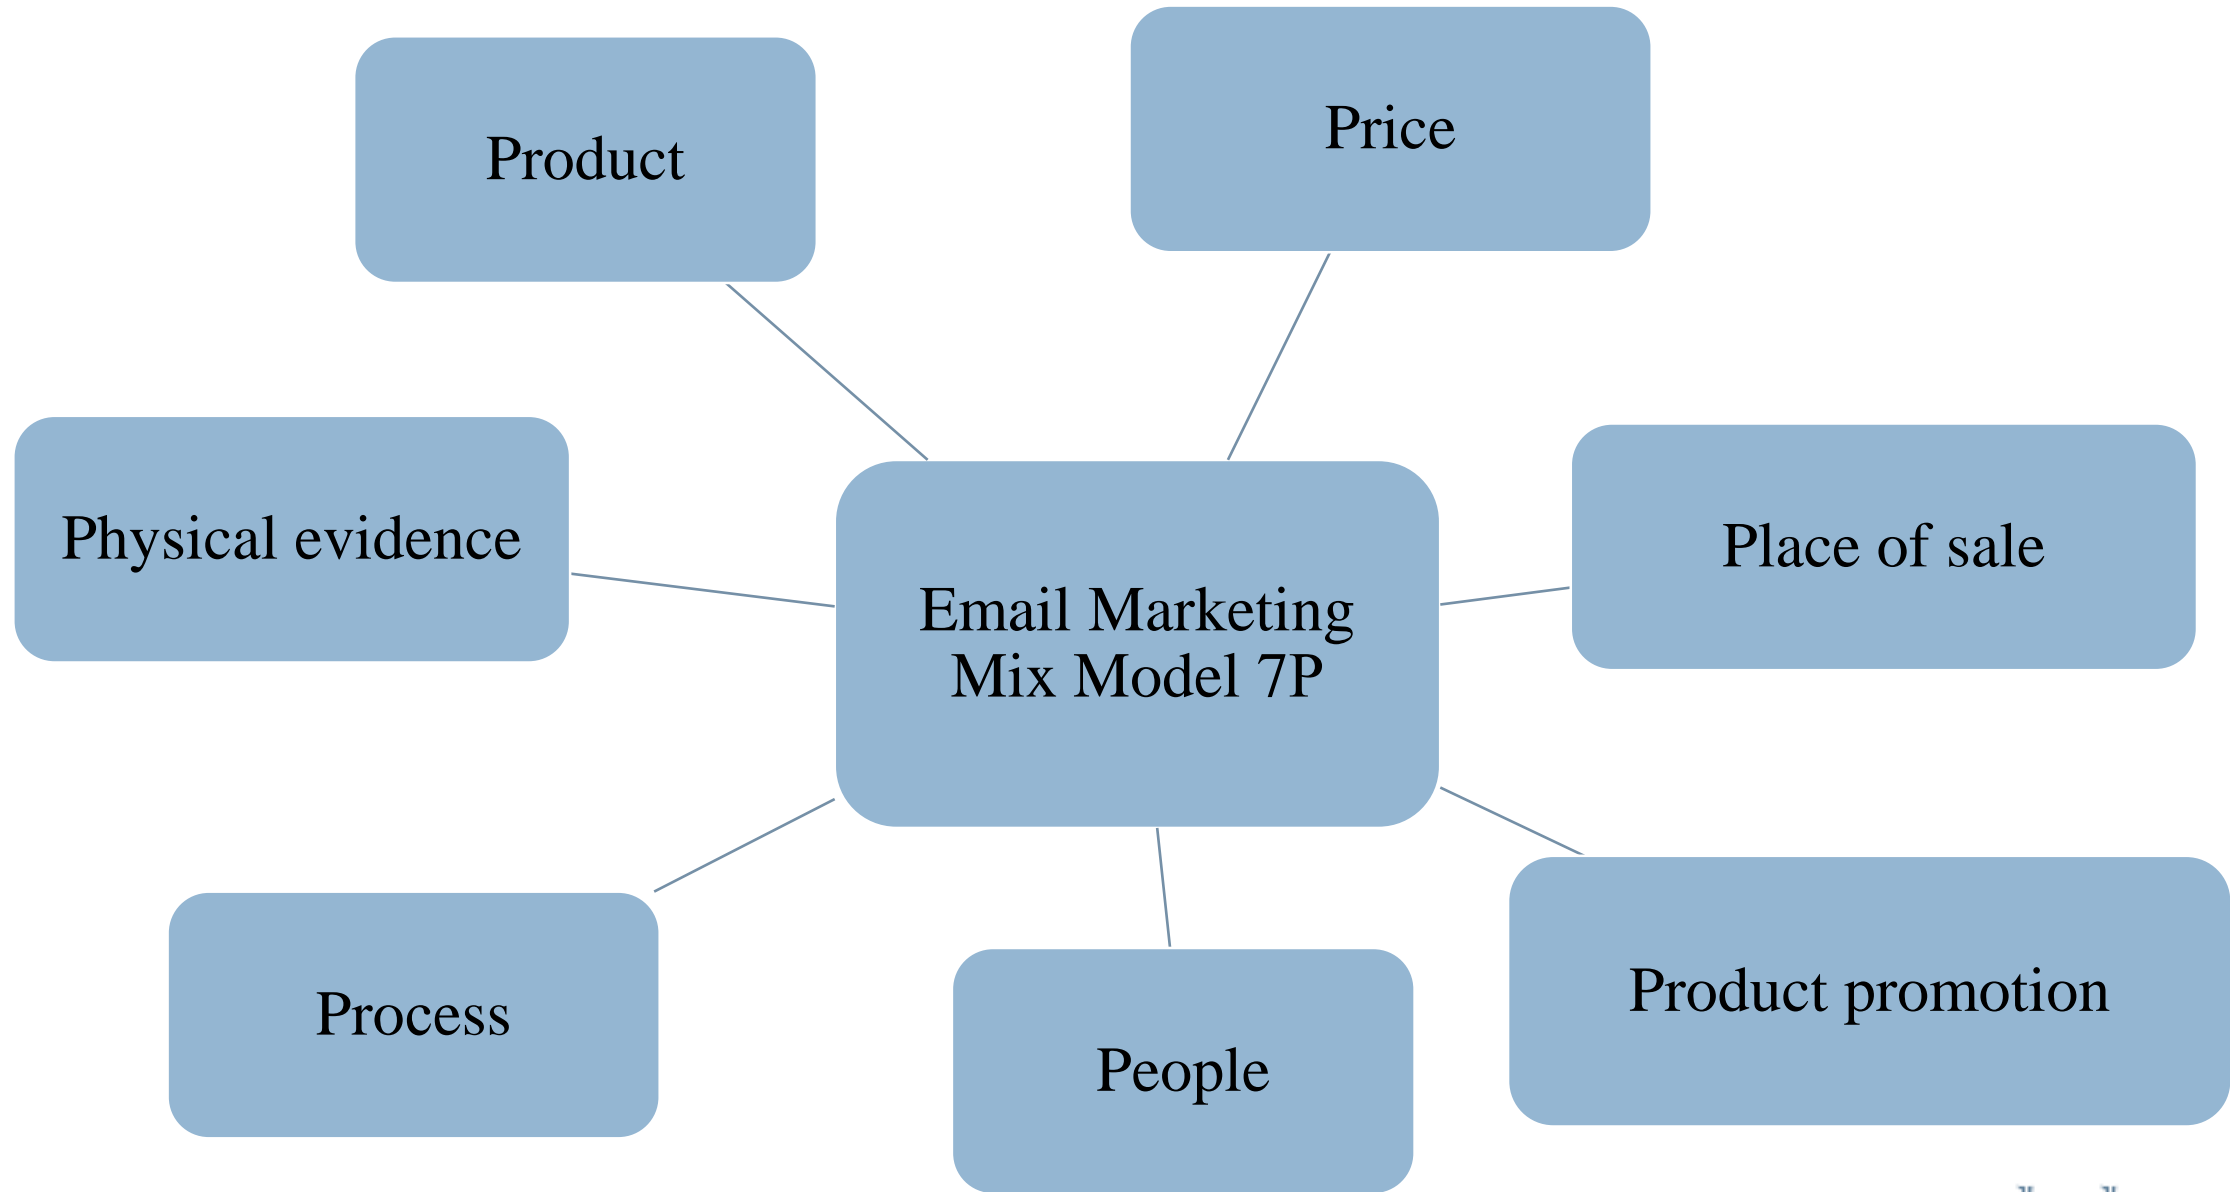 Price
Product
Physical evidence
Place of sale
Email Marketing
Mix Model 7P
Product promotion
Process
People